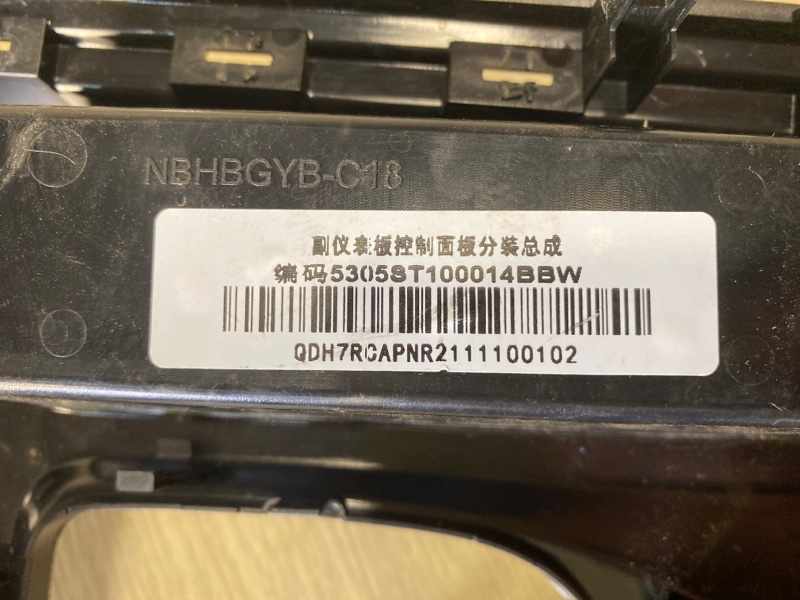 NBHBGYB-C18
副仪表板控制面板分装总成
编码5305ST100014BBW
QDH7RCAPNR2111100102